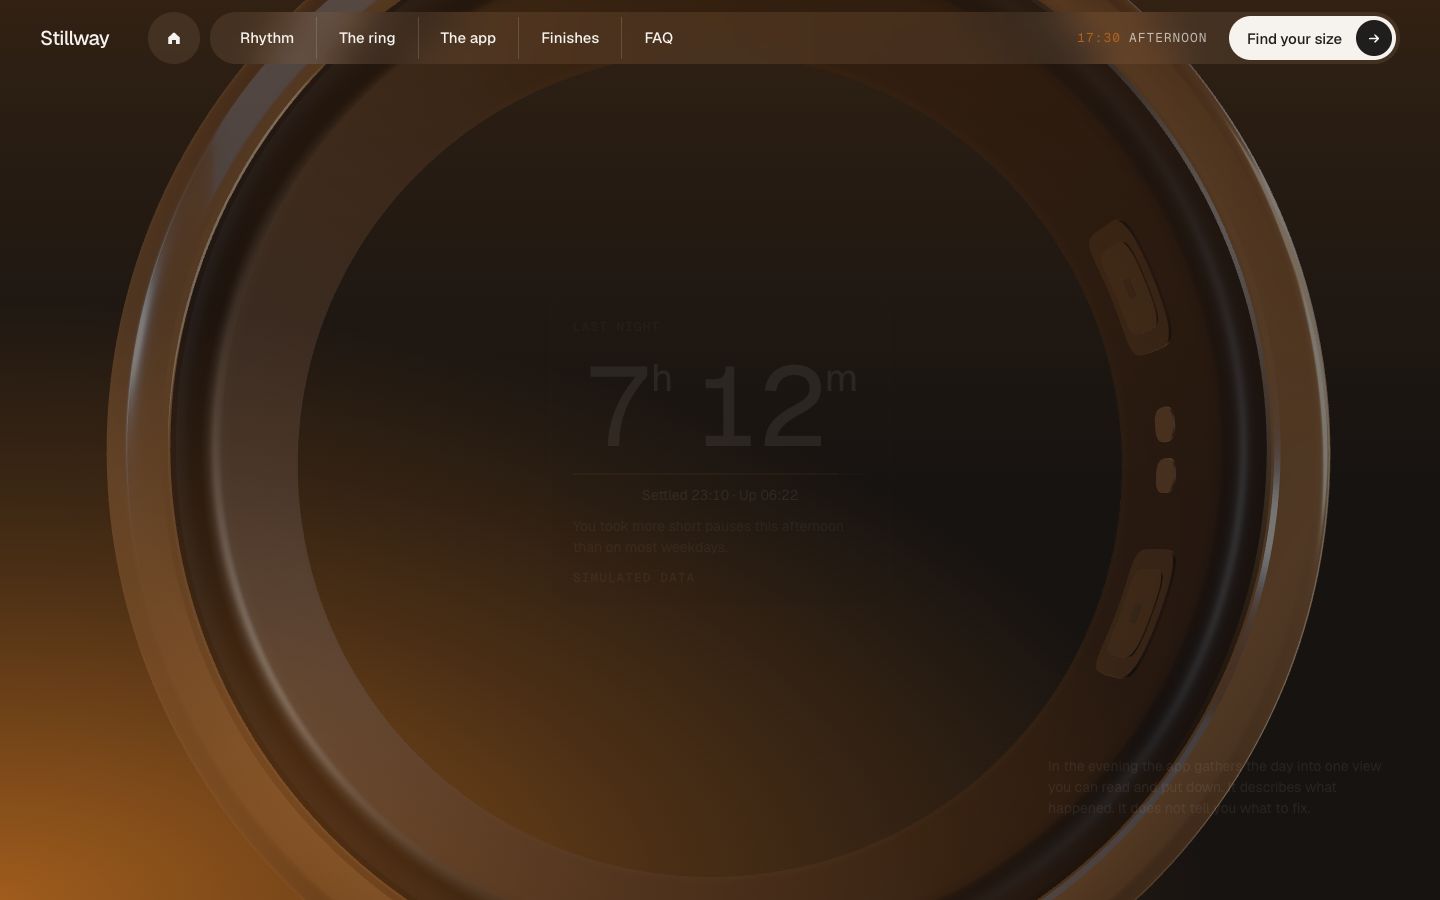 Stillway
Rhythm
The ring
The app
Finishes
FAQ
17:30 AFTERNOON
Find your size
LAST NIGHT
7h 12m
Settled 23:10 · Up 06:22
You took more short pauses this afternoon
than on most weekdays.
SIMULATED DATA
In the evening the app gathers the day into one view
you can read and put down. It describes what
happened. It does not tell you what to fix.